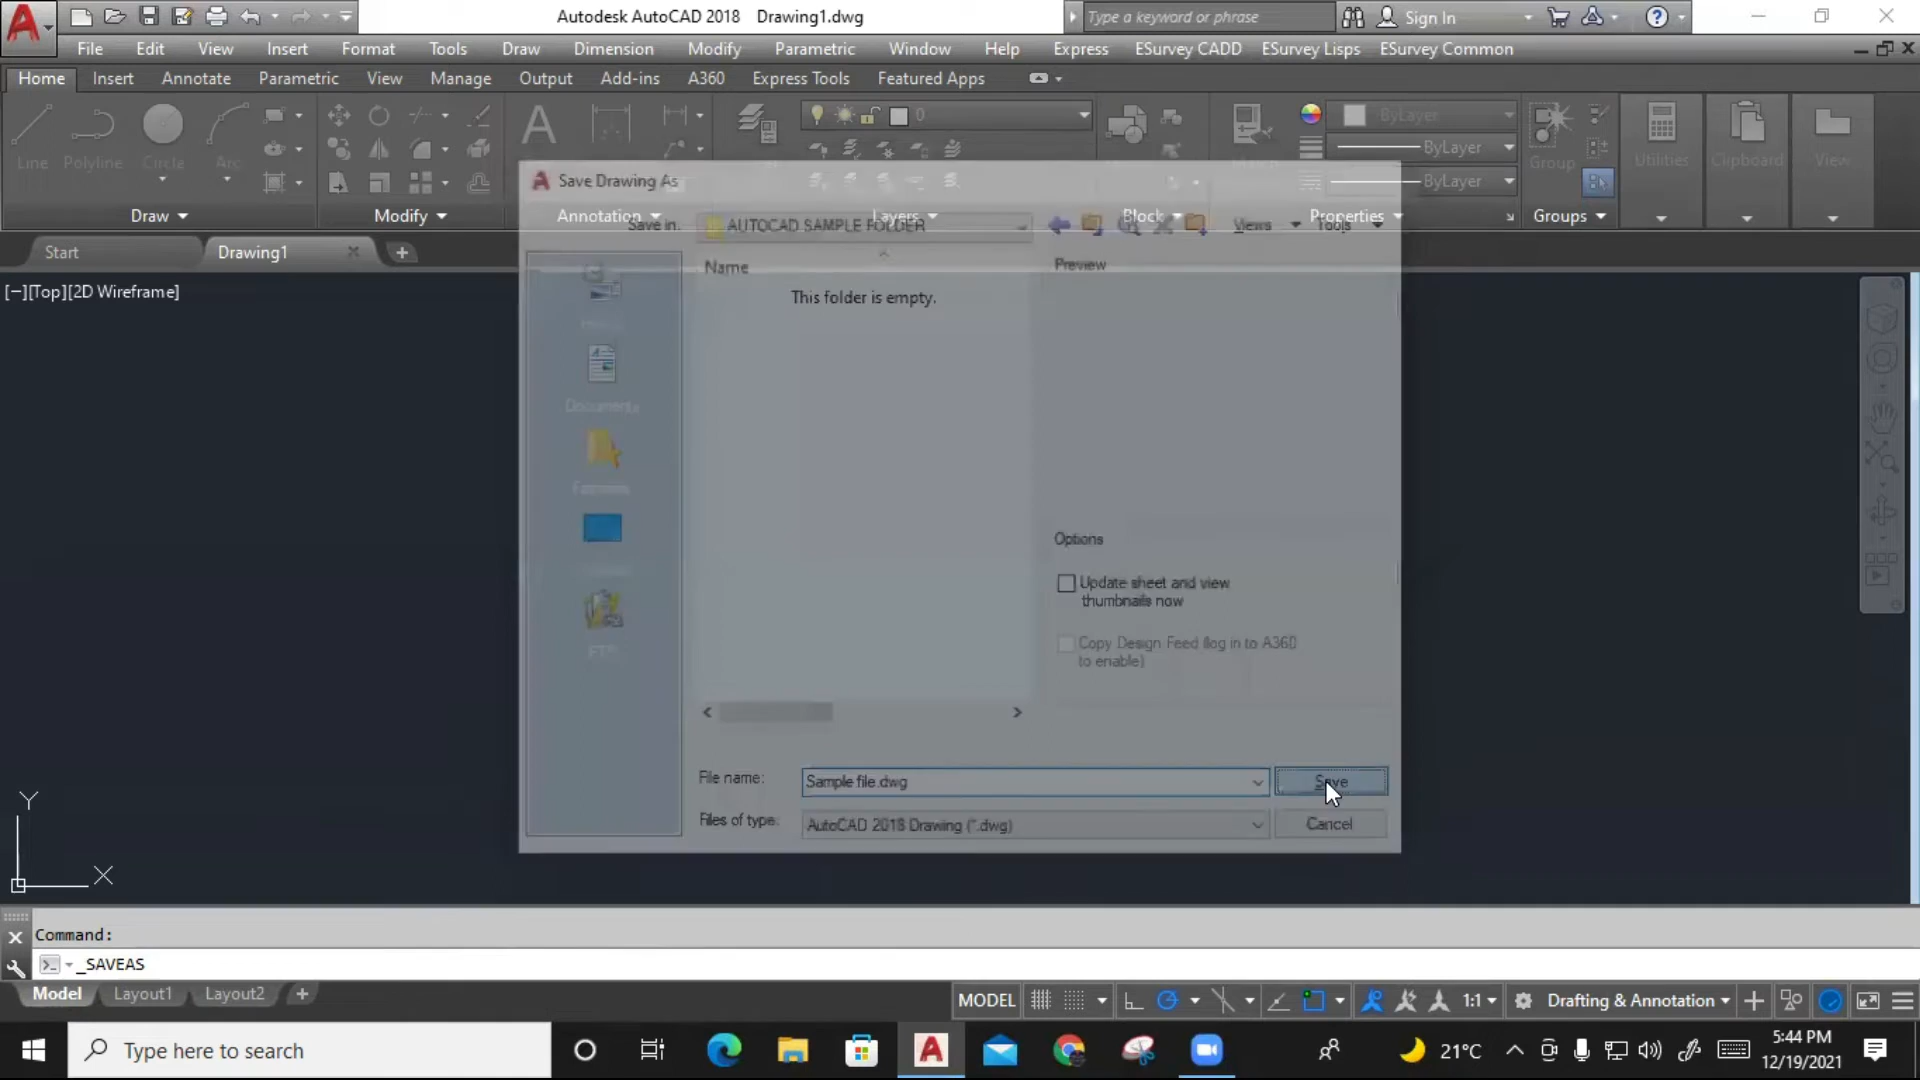 Autodesk AutoCAD 2018 Drawing1.dwg
Type a keyword or phrase
Sign In
File Edit View Insert Format Tools Draw Dimension Modify Parametric Window Help Express ESurvey CADD ESurvey Lisps ESurvey Common
Home Insert Annotate Parametric View Manage Output Add-ins A360 Express Tools Featured Apps
0
ByLayer
Line Polyline Circle Arc
ByLayer
Group Utilities Clipboard View
ByLayer
Draw Modify Annotation Layers Block Properties Groups
Save Drawing As
Save in:
AUTOCAD SAMPLE FOLDER
Views Tools
Start Drawing1
Name
Preview
[−][Top][2D Wireframe]
This folder is empty.
Documents
FTP
Options
Update sheet and view
thumbnails now
Copy Design Feed (log in to A360
to enable)
File name:
Sample file.dwg
Save
Files of type:
AutoCAD 2018 Drawing (*.dwg)
Cancel
Y
X
Command:
_SAVEAS
Model Layout1 Layout2
MODEL
1:1
Drafting & Annotation
Type here to search
21°C
5:44 PM
12/19/2021